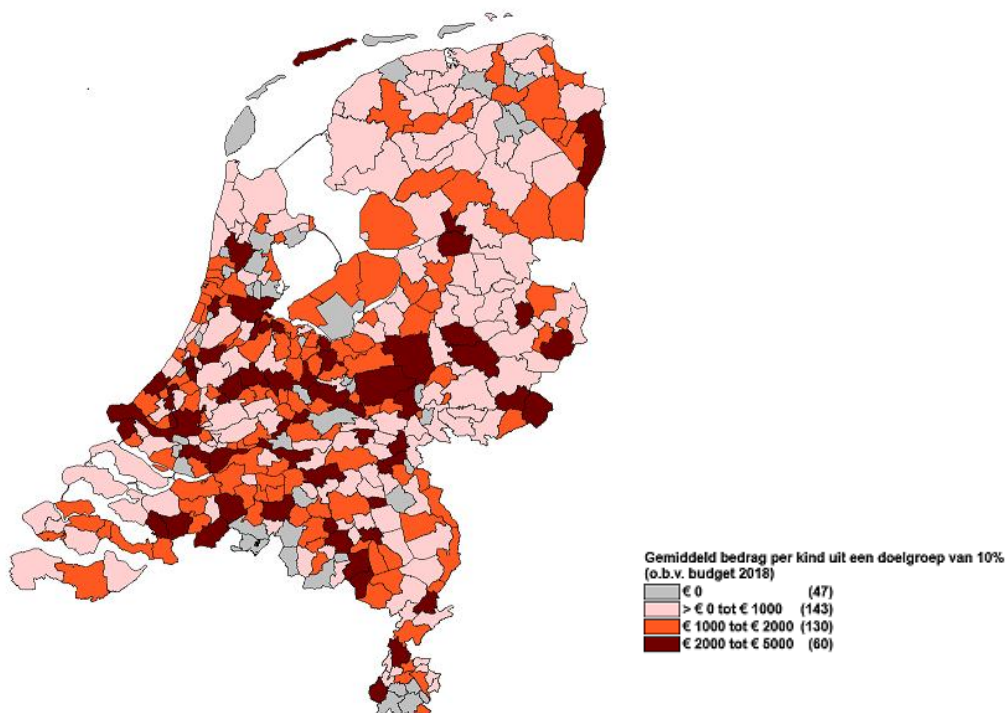 Gemiddeld bedrag per kind uit een doelgroep van 10%
(o.b.v. budget 2018)
€ 0 (47)
> € 0 tot € 1000 (143)
€ 1000 tot € 2000 (130)
€ 2000 tot € 5000 (60)